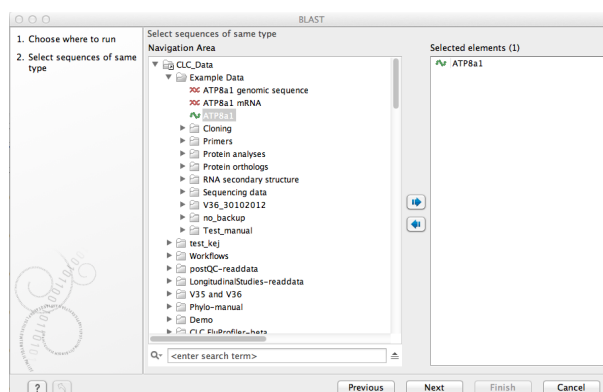 BLAST
1. Choose where to run
2. Select sequences of same
type
Select sequences of same type
Navigation Area
CLC_Data
Example Data
ATP8a1 genomic sequence
ATP8a1 mRNA
ATP8a1
Cloning
Primers
Protein analyses
Protein orthologs
RNA secondary structure
Sequencing data
V36_30102012
no_backup
Test_manual
test_kej
Workflows
postQC-readdata
LongitudinalStudies-readdata
V35 and V36
Phylo-manual
Demo
CLC FluProfiler-beta
<enter search term>
Selected elements (1)
ATP8a1
?
Previous
Next
Finish
Cancel